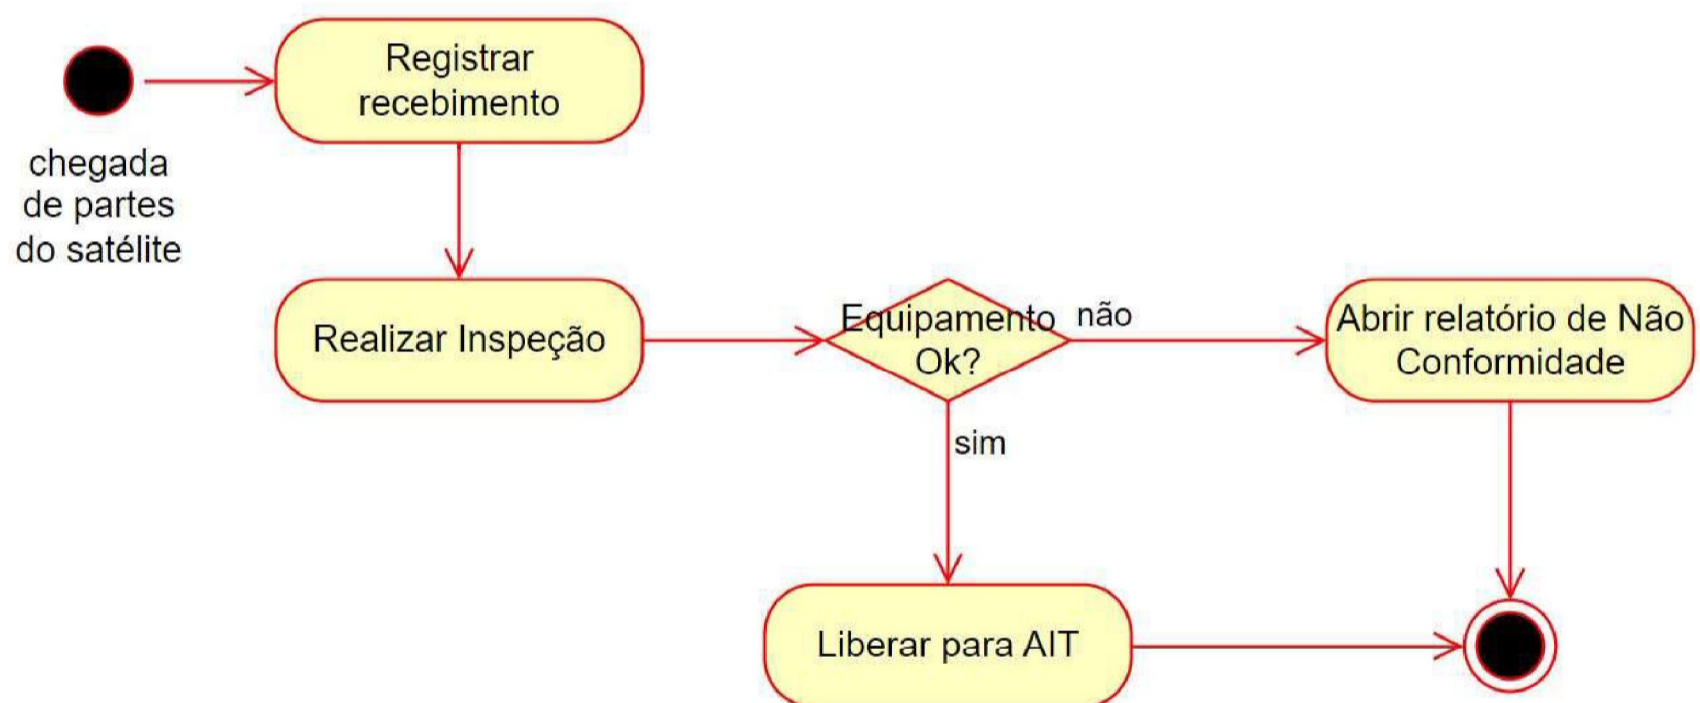 Registrar
recebimento
chegada
de partes
do satélite
Realizar Inspeção
Equipamento
Ok?
não
Abrir relatório de Não
Conformidade
sim
Liberar para AIT